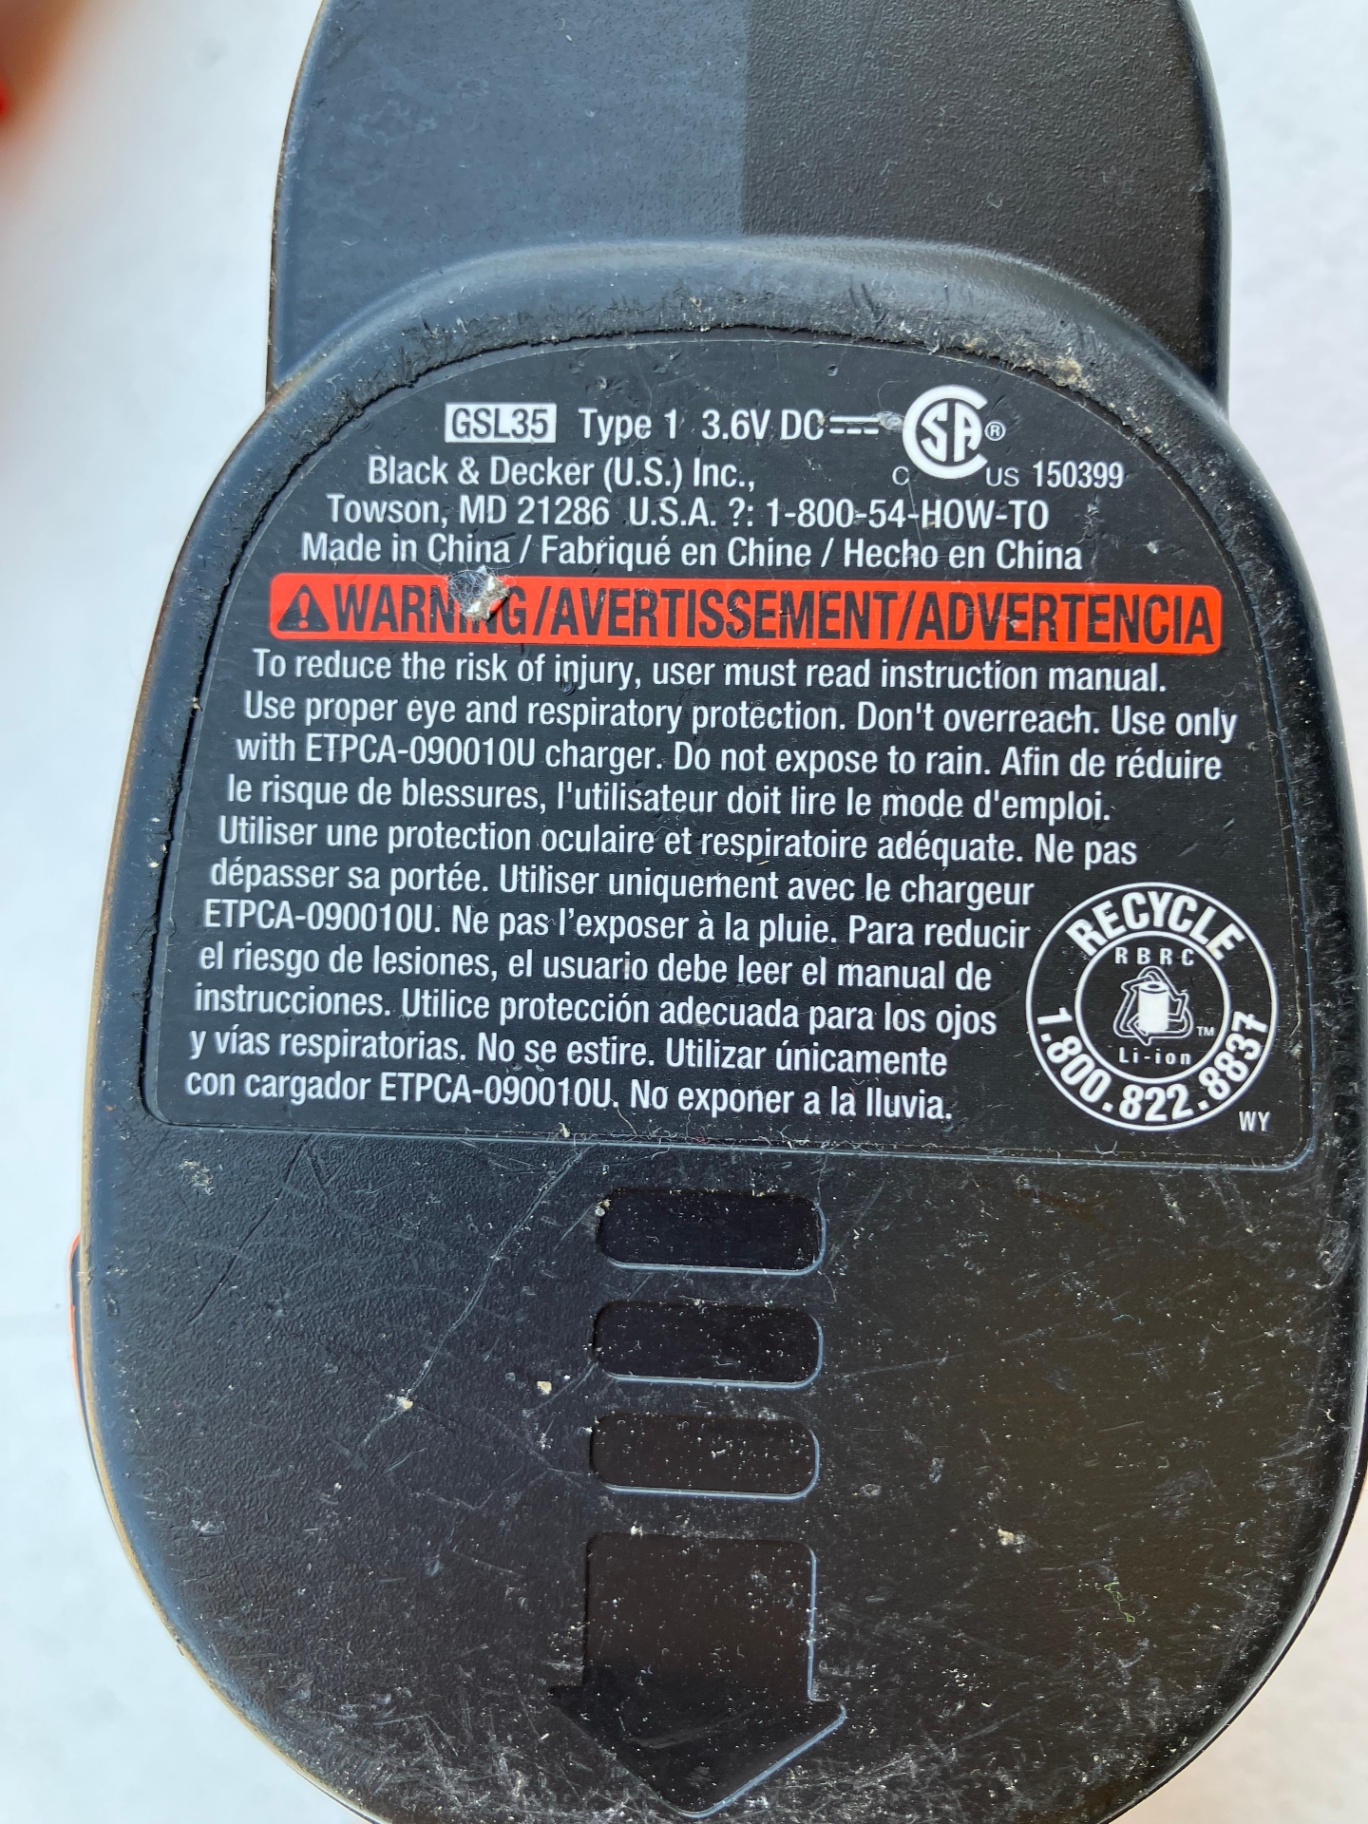 GSL35 Type 1 3.6V DC
SA ®
C US 150399
Black & Decker (U.S.) Inc.,
Towson, MD 21286 U.S.A. ?: 1-800-54-HOW-TO
Made in China / Fabriqué en Chine / Hecho en China
WARNING/AVERTISSEMENT/ADVERTENCIA
To reduce the risk of injury, user must read instruction manual.
Use proper eye and respiratory protection. Don't overreach. Use only
with ETPCA-090010U charger. Do not expose to rain. Afin de réduire
le risque de blessures, l'utilisateur doit lire le mode d'emploi.
Utiliser une protection oculaire et respiratoire adéquate. Ne pas
dépasser sa portée. Utiliser uniquement avec le chargeur
ETPCA-090010U. Ne pas l’exposer à la pluie. Para reducir
el riesgo de lesiones, el usuario debe leer el manual de
instrucciones. Utilice protección adecuada para los ojos
y vías respiratorias. No se estire. Utilizar únicamente
con cargador ETPCA-090010U. No exponer a la lluvia.
RECYCLE
RBRC
TM
Li-ion
1.800.822.8837
WY